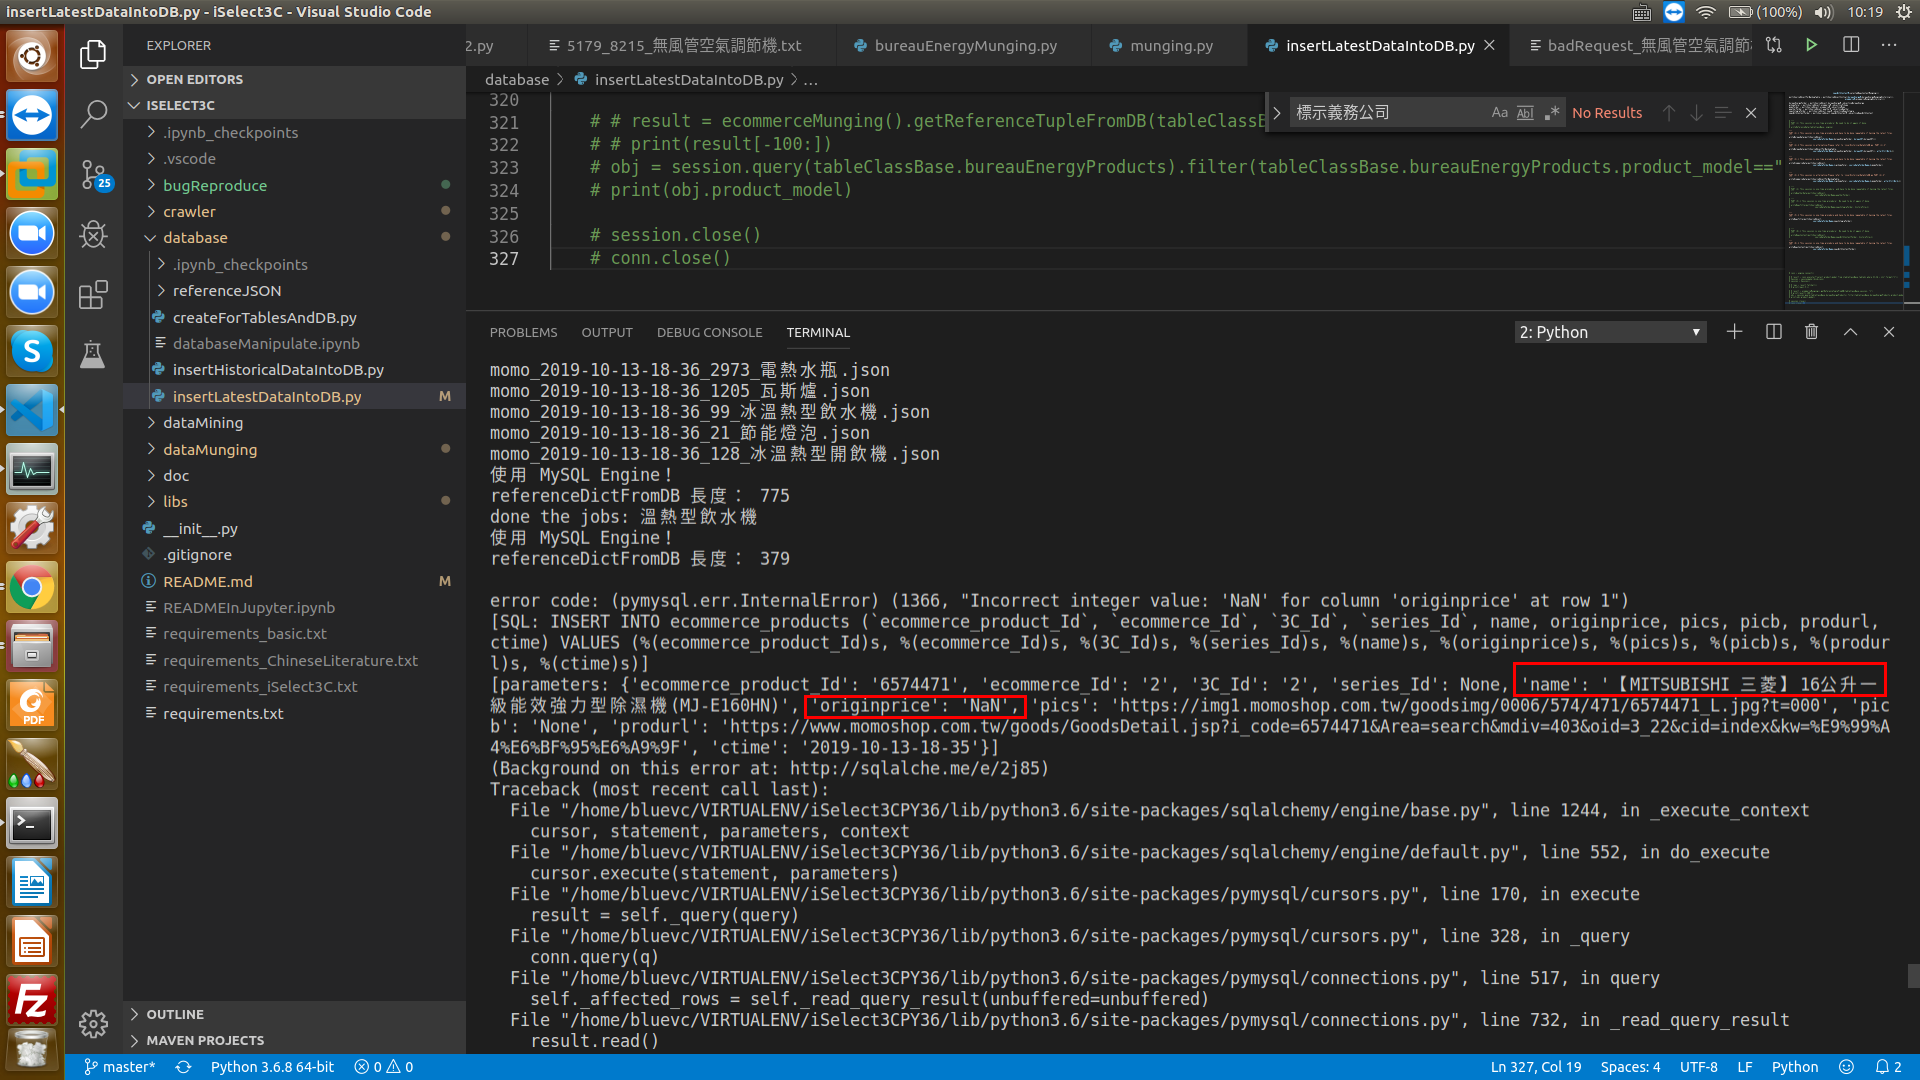 insertLatestDataIntoDB.py - iSelect3C - Visual Studio Code
(100%)
10:19
EXPLORER
OPEN EDITORS
ISELECT3C
.ipynb_checkpoints
.vscode
bugReproduce
crawler
database
.ipynb_checkpoints
referenceJSON
createForTablesAndDB.py
databaseManipulate.ipynb
insertHistoricalDataIntoDB.py
insertLatestDataIntoDB.py M
dataMining
dataMunging
doc
libs
__init__.py
.gitignore
README.md M
READMEInJupyter.ipynb
requirements_basic.txt
requirements_ChineseLiterature.txt
requirements_iSelect3C.txt
requirements.txt
OUTLINE
MAVEN PROJECTS
25
2.py
5179_8215_無風管空氣調節機.txt
bureauEnergyMunging.py
munging.py
insertLatestDataIntoDB.py
badRequest_無風管空氣調節
database > insertLatestDataIntoDB.py > ...
標示義務公司
Aa Abl .*
No Results
320
321 # # result = ecommerceMunging().getReferenceTupleFromDB(tableClassB
322 # # print(result[-100:])
323 # obj = session.query(tableClassBase.bureauEnergyProducts).filter(tableClassBase.bureauEnergyProducts.product_model=="
324 # print(obj.product_model)
325
326 # session.close()
327 # conn.close()
PROBLEMS OUTPUT DEBUG CONSOLE TERMINAL
2: Python
momo_2019-10-13-18-36_2973_電熱水瓶.json
momo_2019-10-13-18-36_1205_瓦斯爐.json
momo_2019-10-13-18-36_99_冰溫熱型飲水機.json
momo_2019-10-13-18-36_21_節能燈泡.json
momo_2019-10-13-18-36_128_冰溫熱型開飲機.json
使用 MySQL Engine！
referenceDictFromDB 長度： 775
done the jobs: 溫熱型飲水機
使用 MySQL Engine！
referenceDictFromDB 長度： 379
error code: (pymysql.err.InternalError) (1366, "Incorrect integer value: 'NaN' for column 'originprice' at row 1")
[SQL: INSERT INTO ecommerce_products (`ecommerce_product_Id`, `ecommerce_Id`, `3C_Id`, `series_Id`, name, originprice, pics, picb, produrl,
ctime) VALUES (%(ecommerce_product_Id)s, %(ecommerce_Id)s, %(3C_Id)s, %(series_Id)s, %(name)s, %(originprice)s, %(pics)s, %(picb)s, %(produr
l)s, %(ctime)s)]
[parameters: {'ecommerce_product_Id': '6574471', 'ecommerce_Id': '2', '3C_Id': '2', 'series_Id': None, 'name': '【MITSUBISHI 三菱】16公升一
級能效強力型除濕機(MJ-E160HN)', 'originprice': 'NaN', 'pics': 'https://img1.momoshop.com.tw/goodsimg/0006/574/471/6574471_L.jpg?t=000', 'pic
b': 'None', 'produrl': 'https://www.momoshop.com.tw/goods/GoodsDetail.jsp?i_code=6574471&Area=search&mdiv=403&oid=3_22&cid=index&kw=%E9%99%A
4%E6%BF%95%E6%A9%9F', 'ctime': '2019-10-13-18-35'}]
(Background on this error at: http://sqlalche.me/e/2j85)
Traceback (most recent call last):
File "/home/bluevc/VIRTUALENV/iSelect3CPY36/lib/python3.6/site-packages/sqlalchemy/engine/base.py", line 1244, in _execute_context
cursor, statement, parameters, context
File "/home/bluevc/VIRTUALENV/iSelect3CPY36/lib/python3.6/site-packages/sqlalchemy/engine/default.py", line 552, in do_execute
cursor.execute(statement, parameters)
File "/home/bluevc/VIRTUALENV/iSelect3CPY36/lib/python3.6/site-packages/pymysql/cursors.py", line 170, in execute
result = self._query(query)
File "/home/bluevc/VIRTUALENV/iSelect3CPY36/lib/python3.6/site-packages/pymysql/cursors.py", line 328, in _query
conn.query(q)
File "/home/bluevc/VIRTUALENV/iSelect3CPY36/lib/python3.6/site-packages/pymysql/connections.py", line 517, in query
self._affected_rows = self._read_query_result(unbuffered=unbuffered)
File "/home/bluevc/VIRTUALENV/iSelect3CPY36/lib/python3.6/site-packages/pymysql/connections.py", line 732, in _read_query_result
result.read()
master* Python 3.6.8 64-bit 0 0
Ln 327, Col 19 Spaces: 4 UTF-8 LF Python 2